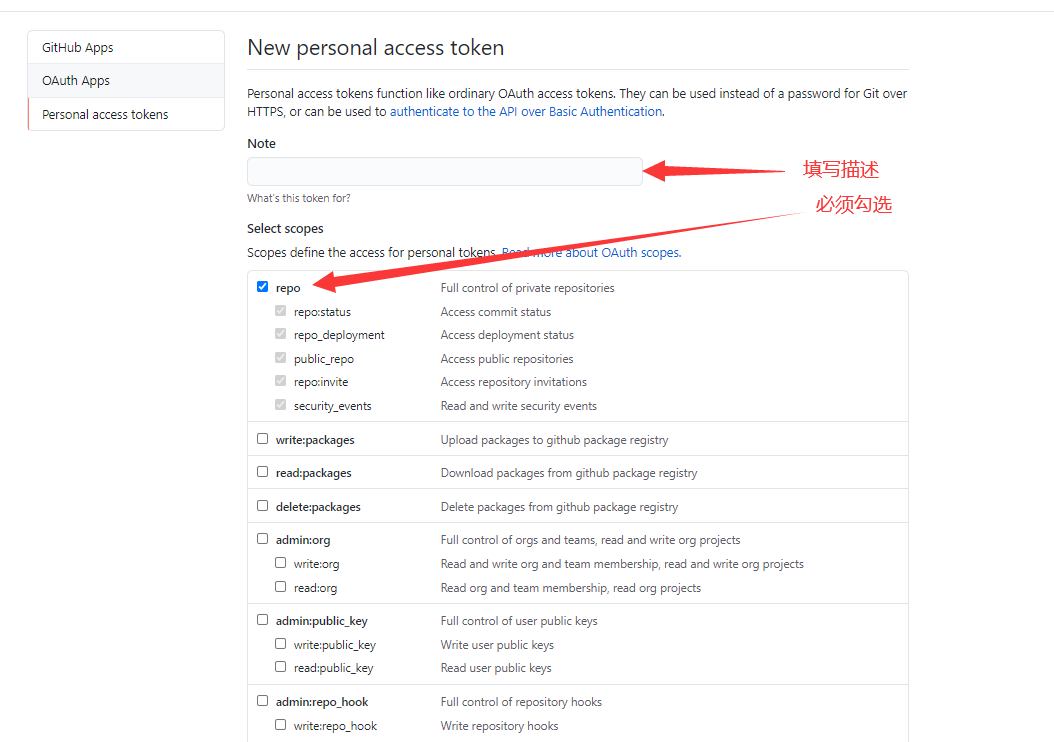 GitHub Apps
OAuth Apps
Personal access tokens
New personal access token
Personal access tokens function like ordinary OAuth access tokens. They can be used instead of a password for Git over
HTTPS, or can be used to authenticate to the API over Basic Authentication.
Note
填写描述
What's this token for?
必须勾选
Select scopes
Scopes define the access for personal tokens. Read more about OAuth scopes.
repo Full control of private repositories
repo:status Access commit status
repo_deployment Access deployment status
public_repo Access public repositories
repo:invite Access repository invitations
security_events Read and write security events
write:packages Upload packages to github package registry
read:packages Download packages from github package registry
delete:packages Delete packages from github package registry
admin:org Full control of orgs and teams, read and write org projects
write:org Read and write org and team membership, read and write org projects
read:org Read org and team membership, read org projects
admin:public_key Full control of user public keys
write:public_key Write user public keys
read:public_key Read user public keys
admin:repo_hook Full control of repository hooks
write:repo_hook Write repository hooks